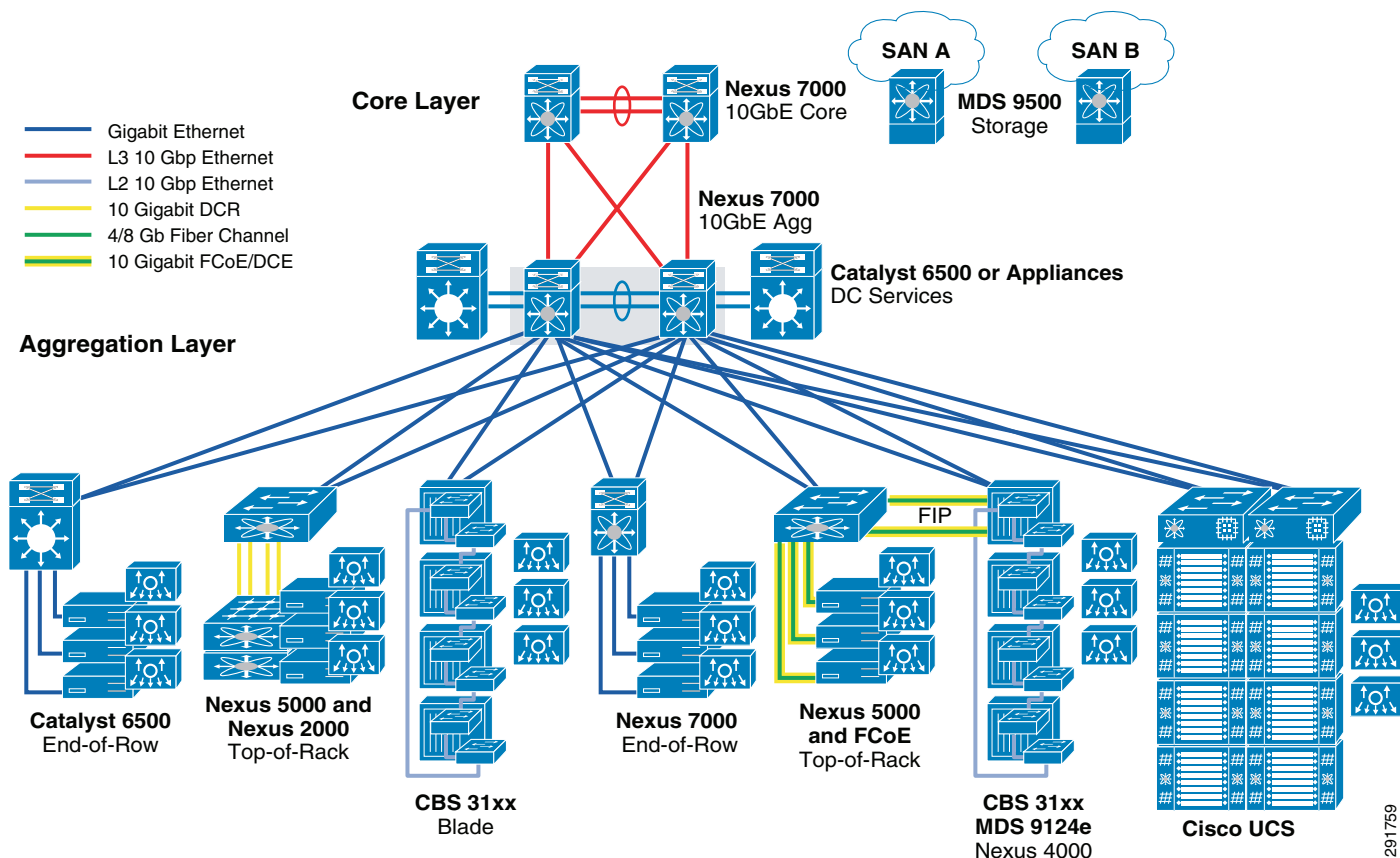 SAN A
SAN B
Core Layer
Nexus 7000
10GbE Core
MDS 9500
Storage
Gigabit Ethernet
L3 10 Gbp Ethernet
L2 10 Gbp Ethernet
10 Gigabit DCR
4/8 Gb Fiber Channel
10 Gigabit FCoE/DCE
Nexus 7000
10GbE Agg
Catalyst 6500 or Appliances
DC Services
Aggregation Layer
FIP
Catalyst 6500
End-of-Row
Nexus 5000 and
Nexus 2000
Top-of-Rack
CBS 31xx
Blade
Nexus 7000
End-of-Row
Nexus 5000
and FCoE
Top-of-Rack
CBS 31xx
MDS 9124e
Nexus 4000
Cisco UCS
291759